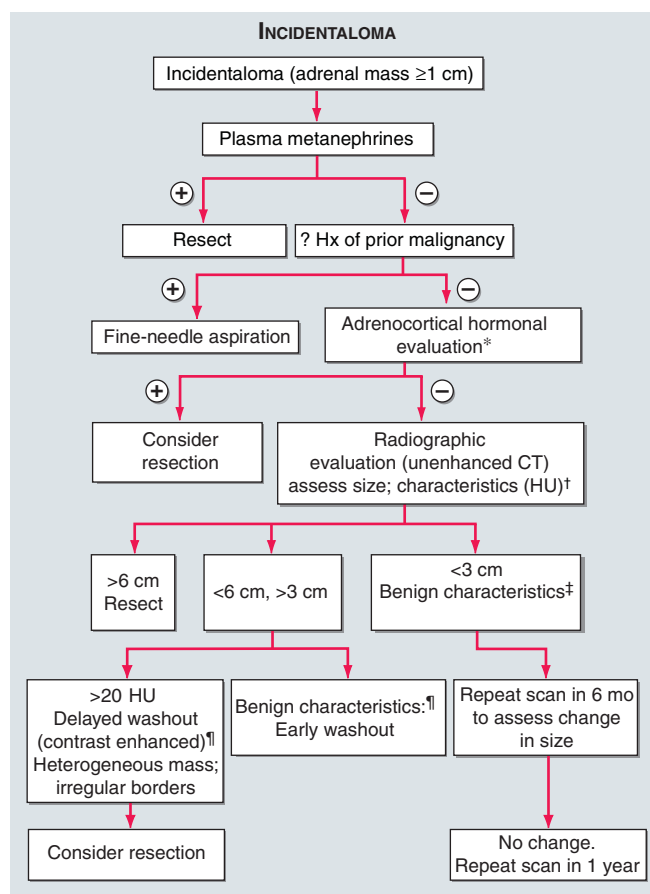 INCIDENTALOMA
Incidentaloma (adrenal mass ≥1 cm)
Plasma metanephrines
+
−
Resect
? Hx of prior malignancy
+
−
Fine-needle aspiration
Adrenocortical hormonal
evaluation*
+
−
Consider
resection
Radiographic
evaluation (unenhanced CT)
assess size; characteristics (HU)†
>6 cm
Resect
<6 cm, >3 cm
<3 cm
Benign characteristics‡
>20 HU
Delayed washout
(contrast enhanced)¶
Heterogeneous mass;
irregular borders
Benign characteristics:¶
Early washout
Repeat scan in 6 mo
to assess change
in size
Consider resection
No change.
Repeat scan in 1 year